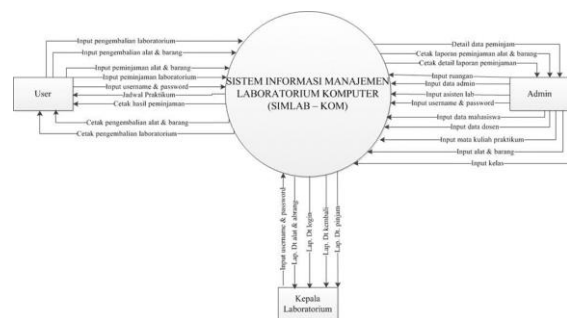 Input pengembalian laboratorium
Input pengembalian alat & barang
Input peminjaman alat & barang
Input peminjaman laboratorium
Input username & password
Jadwal Praktikum
Cetak hasil peminjaman
Cetak pengembalian alat & barang
Cetak pengembalian laboratorium
User
SISTEM INFORMASI MANAJEMEN
LABORATORIUM KOMPUTER
(SIMLAB – KOM)
Detail data peminjam
Cetak laporan peminjaman alat & barang
Cetak detail laporan peminjaman
Input ruangan
Input data admin
Input asisten lab
Input username & password
Input data mahasiswa
Input data dosen
Input mata kuliah praktikum
Input alat & barang
Input kelas
Admin
Input username & password
Lap. Dt alat & abrang
Lap. Dt login
Lap. Dt kembali
Lap. Dt. pinjam
Kepala
Laboratorium